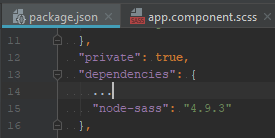 package.json × app.component.scss
11 },
12 "private": true,
13 "dependencies": {
14 ...
15 "node-sass": "4.9.3"
16 },